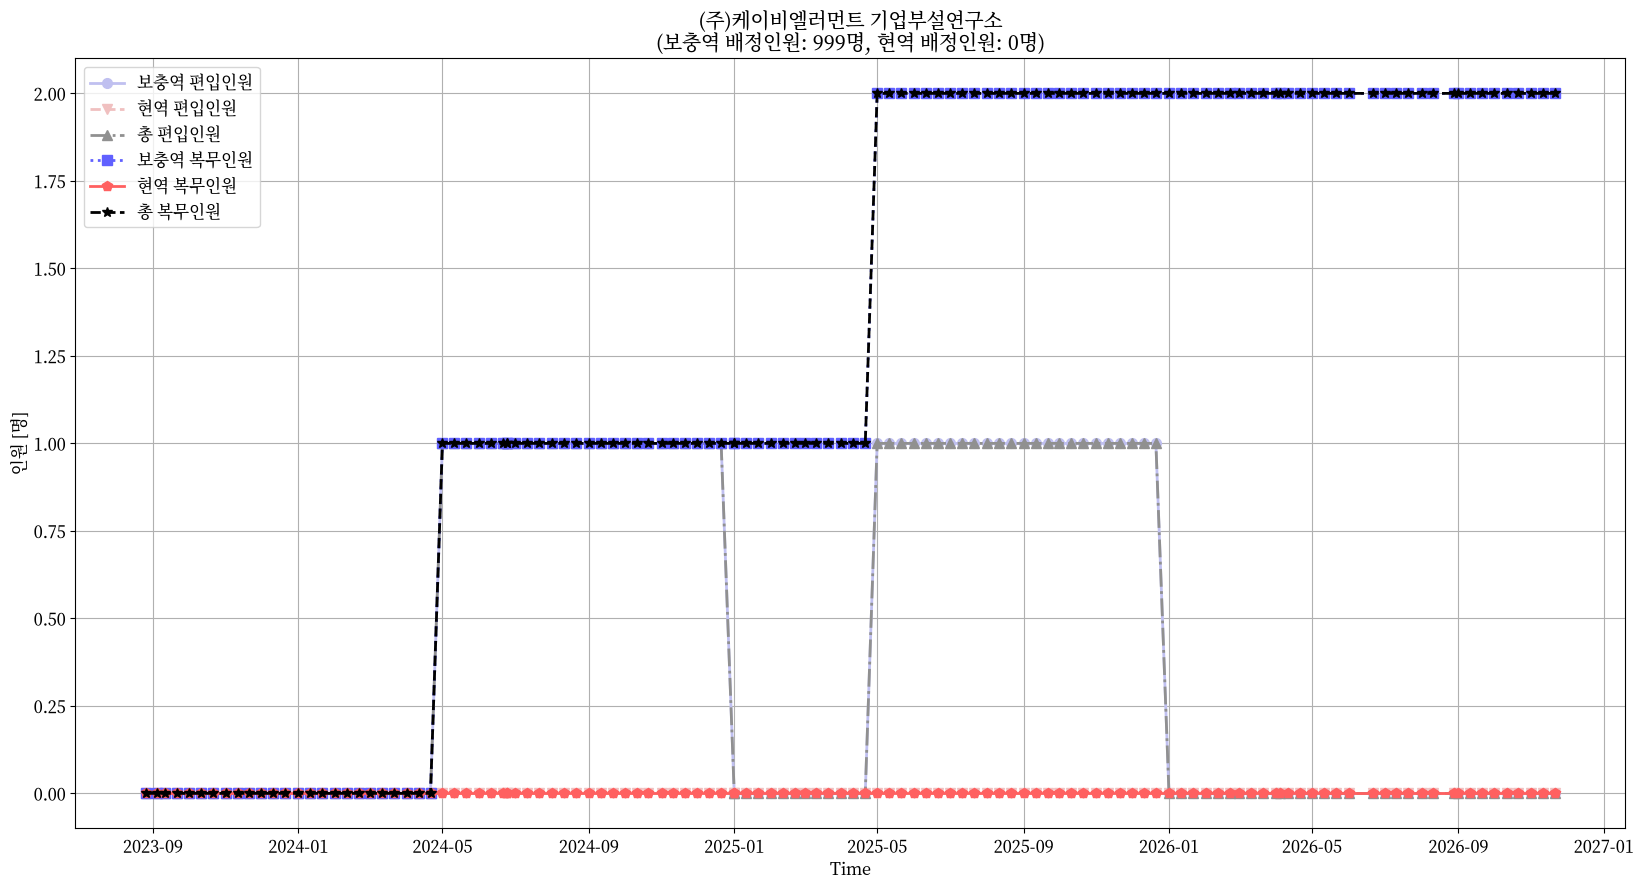 (주)케이비엘러먼트 기업부설연구소
(보충역 배정인원: 999명, 현역 배정인원: 0명)
보충역 편입인원
현역 편입인원
총 편입인원
보충역 복무인원
현역 복무인원
총 복무인원
인원 [명]
2.00
1.75
1.50
1.25
1.00
0.75
0.50
0.25
0.00
2023-09
2024-01
2024-05
2024-09
2025-01
2025-05
2025-09
2026-01
2026-05
2026-09
2027-01
Time